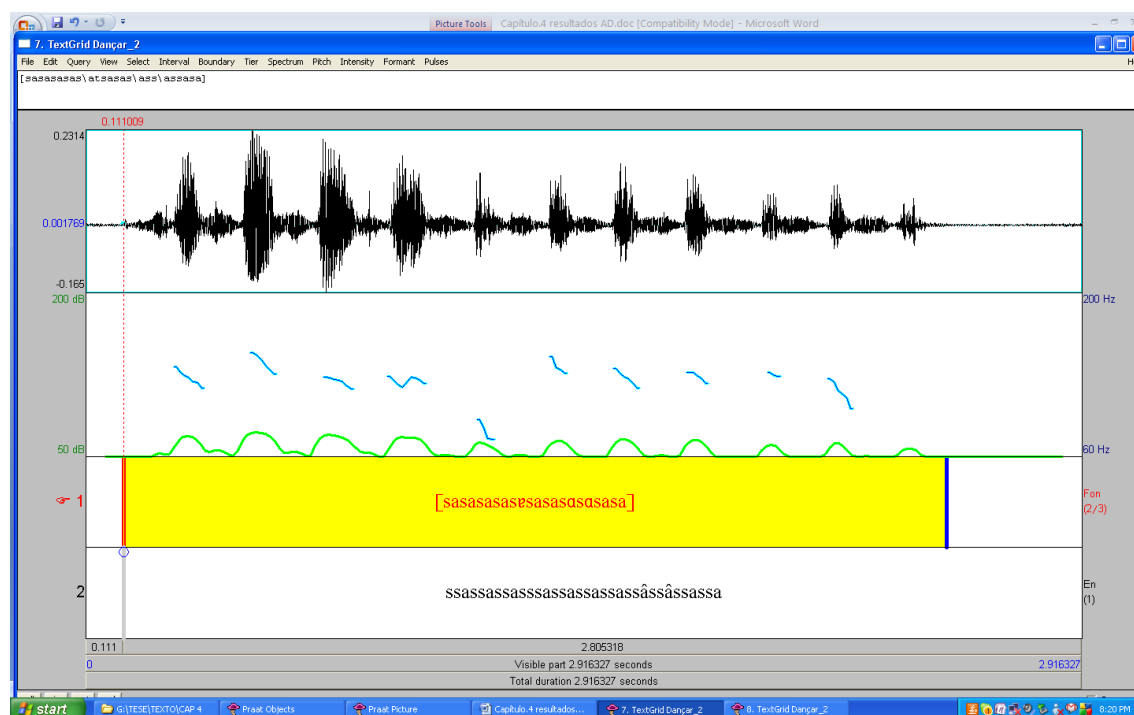 Picture Tools Capítulo.4 resultados AD.doc [Compatibility Mode] - Microsoft Word
7. TextGrid Dançar_2
File Edit Query View Select Interval Boundary Tier Spectrum Pitch Intensity Formant Pulses
[sasasasas\atsasas\ass\assasa]
0.111009
0.2314
0.001769
-0.165
200 dB
200 Hz
50 dB
60 Hz
☞ 1
[sasasasasɐsasasɑsɑsasa]
Fon
(2/3)
2
ssassassasssassassassassâssâssassa
En
(1)
0.111 2.805318
0 Visible part 2.916327 seconds 2.916327
Total duration 2.916327 seconds
start G:\TESE\TEXTO\CAP 4 Praat Objects Praat Picture Capítulo.4 resultados... 7. TextGrid Dançar_2 8. TextGrid Dançar_2 8:20 PM